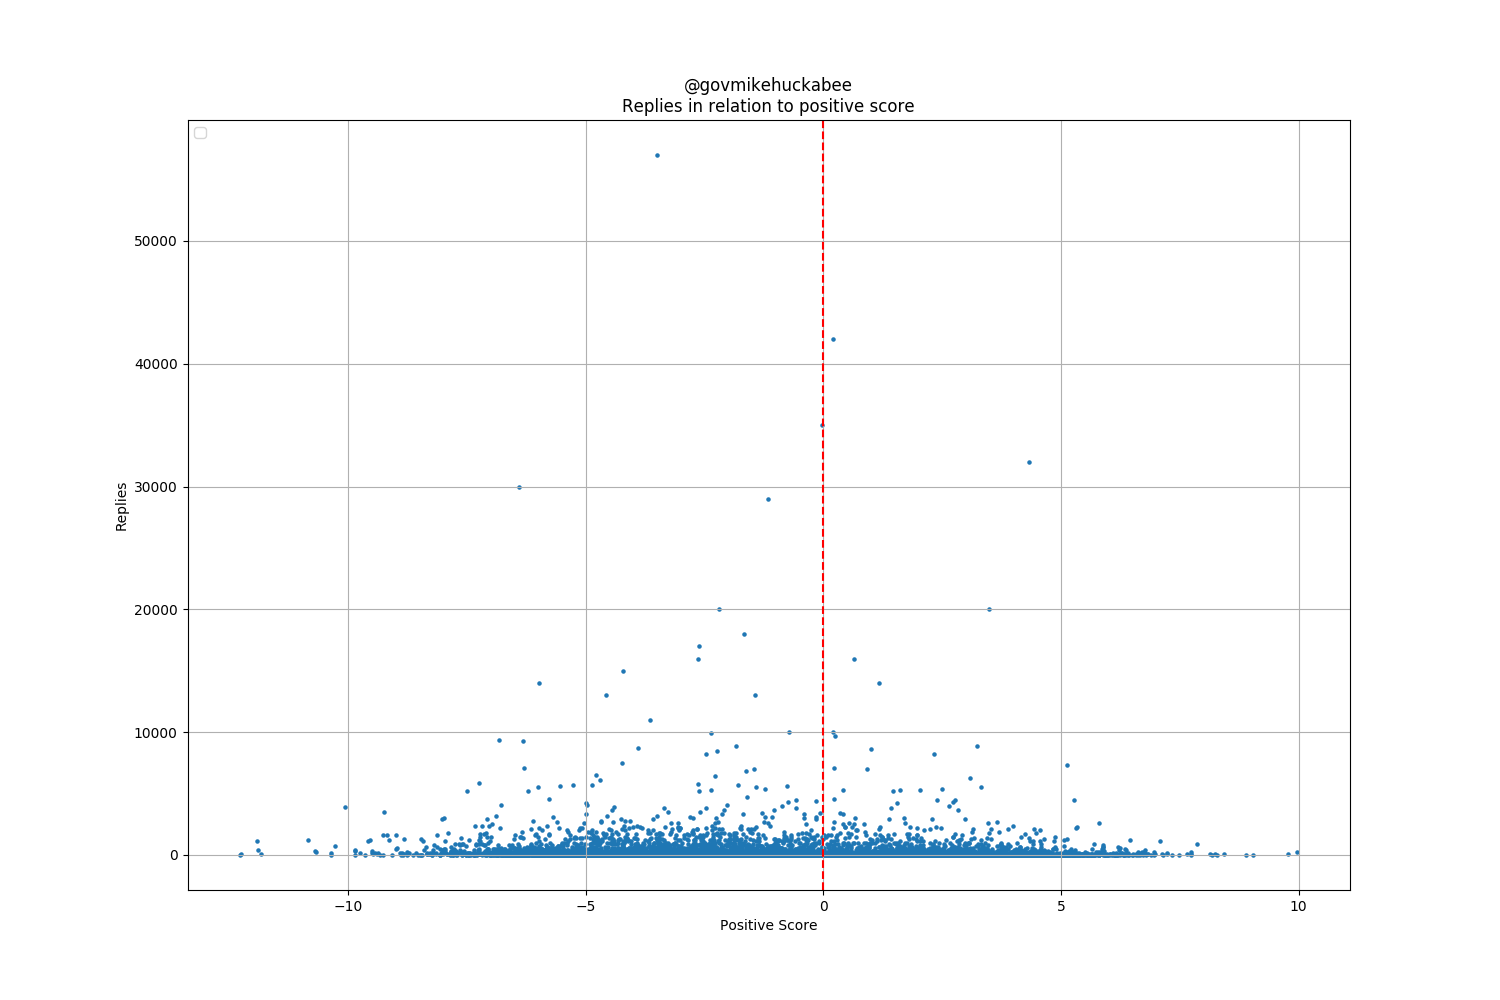 @govmikehuckabee
Replies in relation to positive score
50000
40000
30000
20000
10000
0
Replies
−10
−5
0
5
10
Positive Score